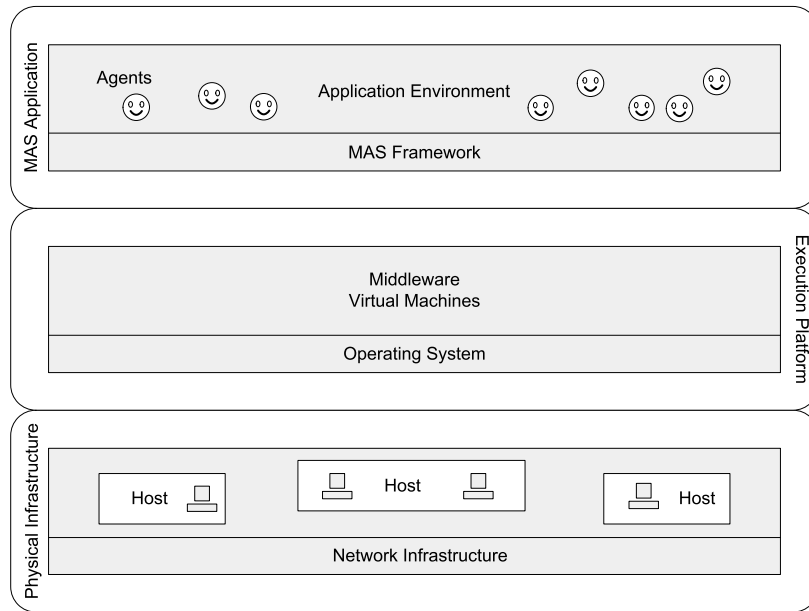 MAS Application
Agents
Application Environment
MAS Framework
Execution Platform
Middleware
Virtual Machines
Operating System
Physical Infrastructure
Host
Host
Host
Network Infrastructure